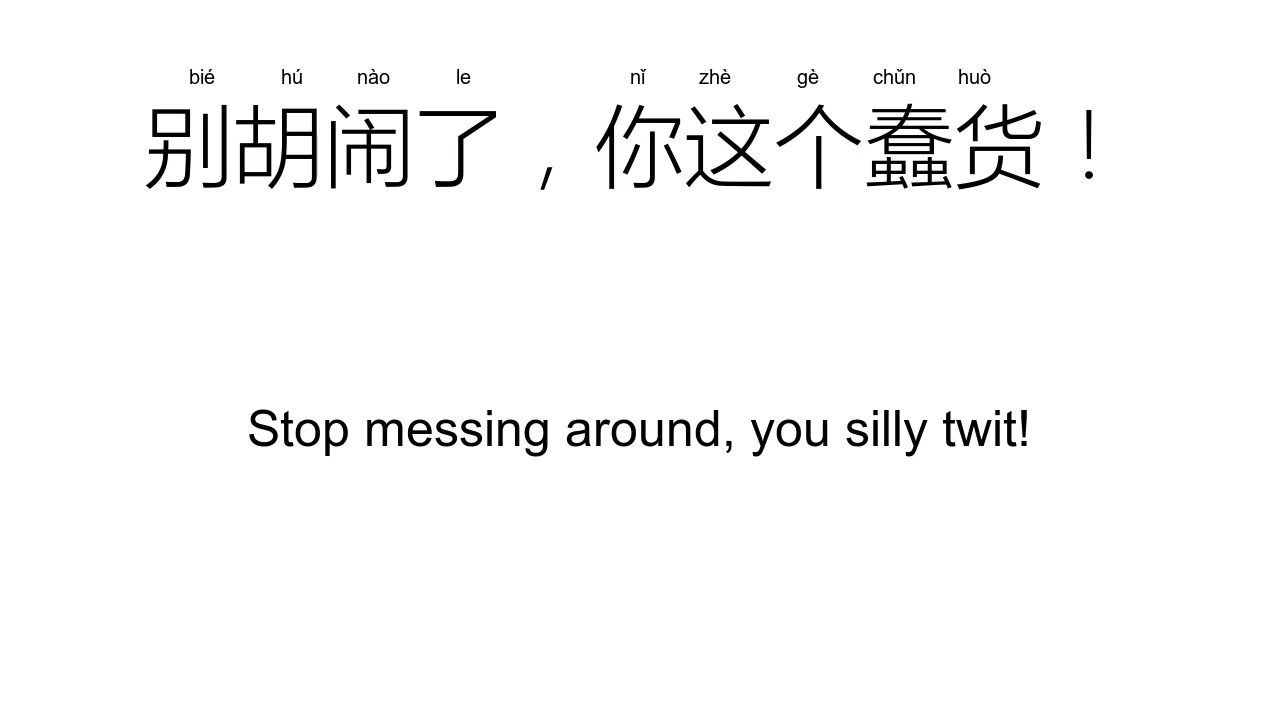 bié hú nào le nǐ zhè gè chǔn huò
别胡闹了，你这个蠢货！
Stop messing around, you silly twit!